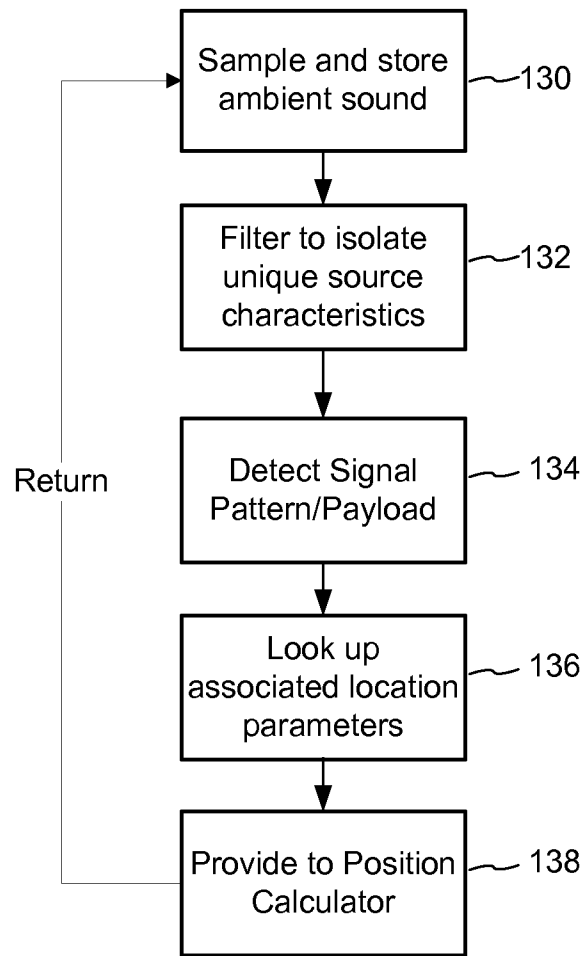 Sample and store
ambient sound
130
Filter to isolate
unique source
characteristics
132
Detect Signal
Pattern/Payload
134
Return
Look up
associated location
parameters
136
Provide to Position
Calculator
138